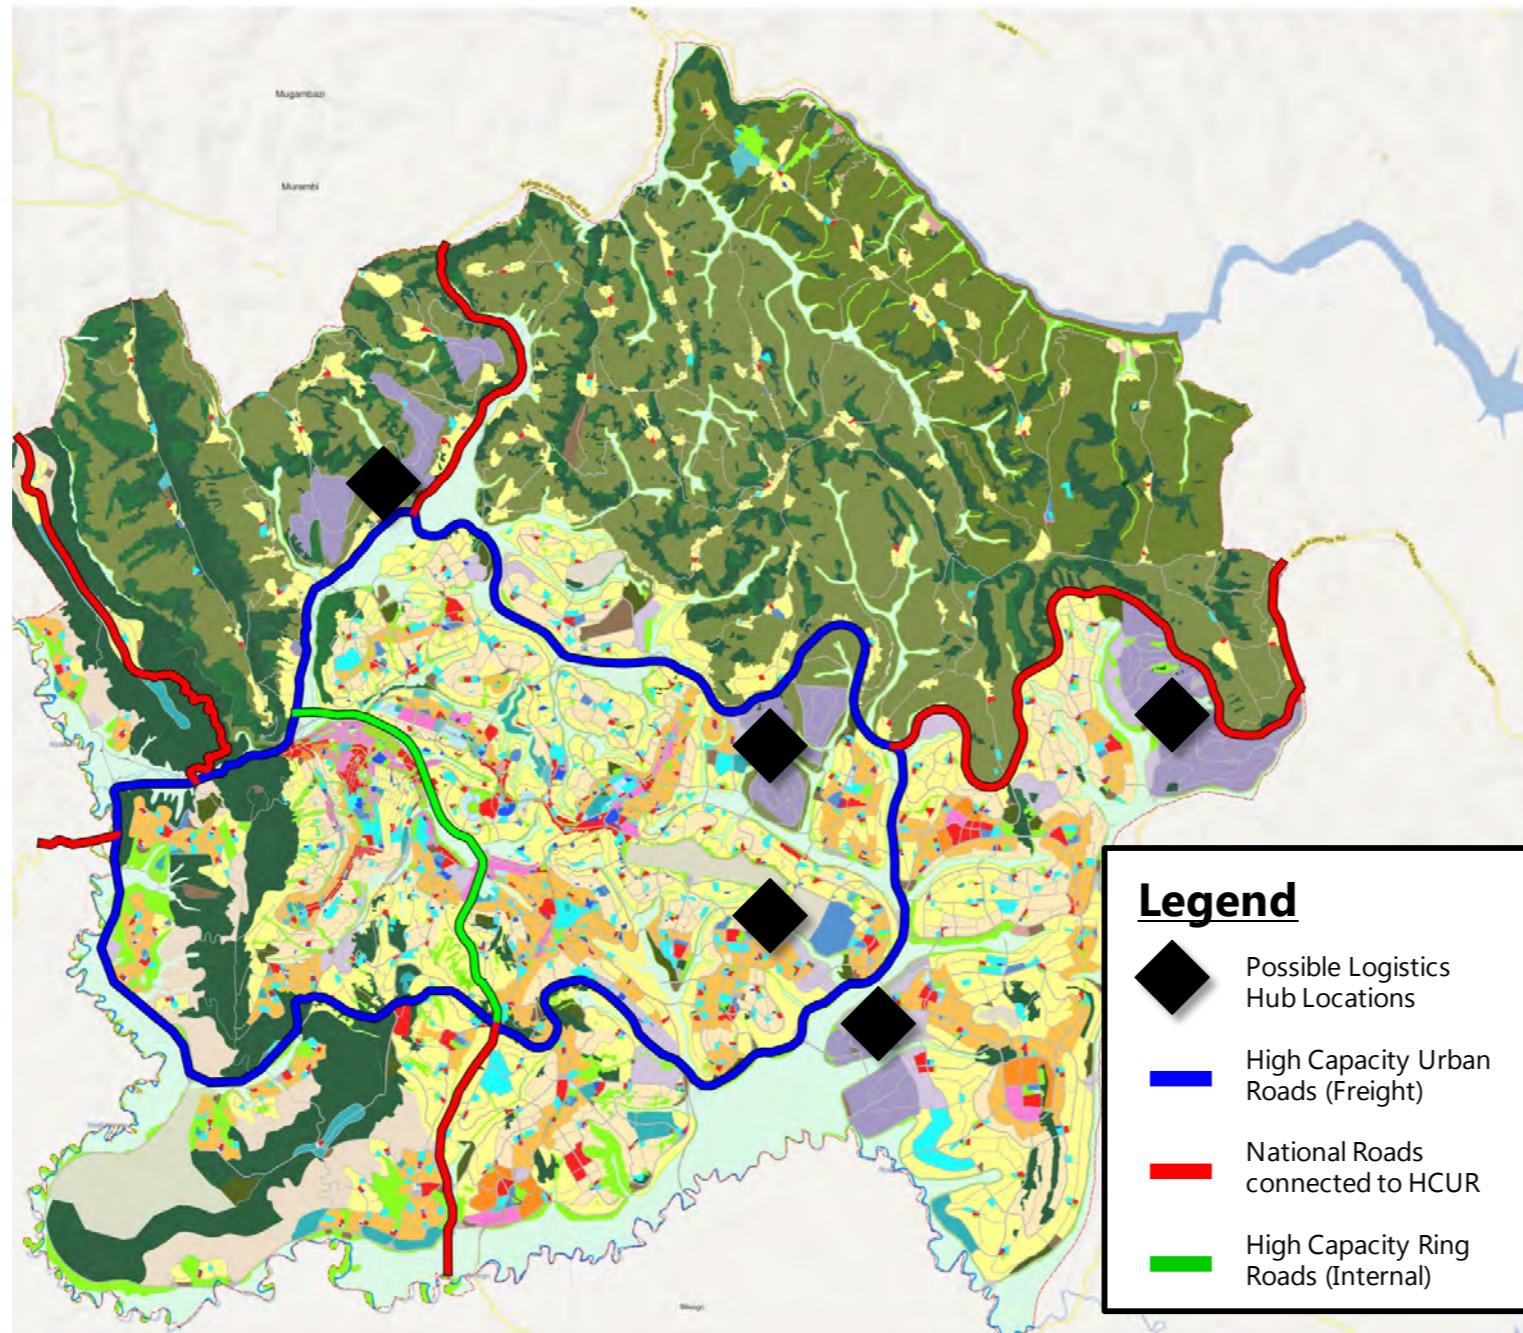 Mugambazi
Murambi
Legend
Possible Logistics
Hub Locations
High Capacity Urban
Roads (Freight)
National Roads
connected to HCUR
High Capacity Ring
Roads (Internal)